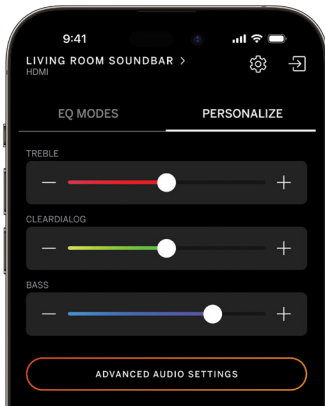 9:41
LIVING ROOM SOUNDBAR >
HDMI
EQ MODES
PERSONALIZE
TREBLE
CLEARDIALOG
BASS
ADVANCED AUDIO SETTINGS